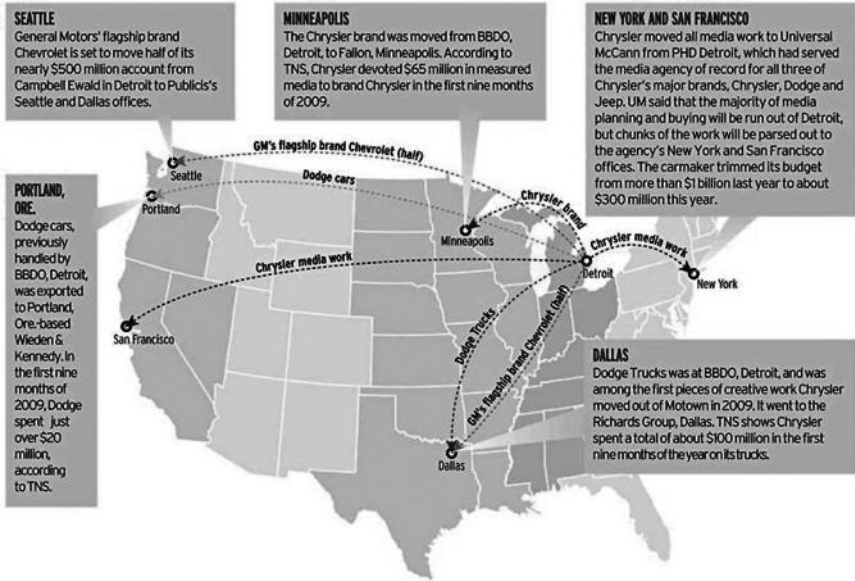 SEATTLE
General Motors' flagship brand
Chevrolet is set to move half of its
nearly $500 million account from
Campbell Ewald in Detroit to Publicis's
Seattle and Dallas offices.
MINNEAPOLIS
The Chrysler brand was moved from BBDO,
Detroit, to Fallon, Minneapolis. According to
TNS, Chrysler devoted $65 million in measured
media to brand Chrysler in the first nine months
of 2009.
NEW YORK AND SAN FRANCISCO
Chrysler moved all media work to Universal
McCann from PHD Detroit, which had served
the media agency of record for all three of
Chrysler's major brands, Chrysler, Dodge and
Jeep. UM said that the majority of media
planning and buying will be run out of Detroit,
but chunks of the work will be parsed out to
the agency's New York and San Francisco
offices. The carmaker trimmed its budget
from more than $1 billion last year to about
$300 million this year.
PORTLAND,
ORE.
Dodge cars,
previously
handled by
BBDO, Detroit,
was exported
to Portland,
Ore.-based
Wieden &
Kennedy. In
the first nine
months of
2009, Dodge
spent just
over $20
million,
according
to TNS.
GM's flagship brand Chevrolet (half)
Seattle
Dodge cars
Portland
Chrysler brand
Minneapolis
Chrysler media work
Detroit
New York
Chrysler media work
San Francisco
Dodge Trucks
GM's flagship brand Chevrolet (half)
Dallas
DALLAS
Dodge Trucks was at BBDO, Detroit, and was
among the first pieces of creative work Chrysler
moved out of Motown in 2009. It went to the
Richards Group, Dallas. TNS shows Chrysler
spent a total of about $100 million in the first
nine months of the year on its trucks.